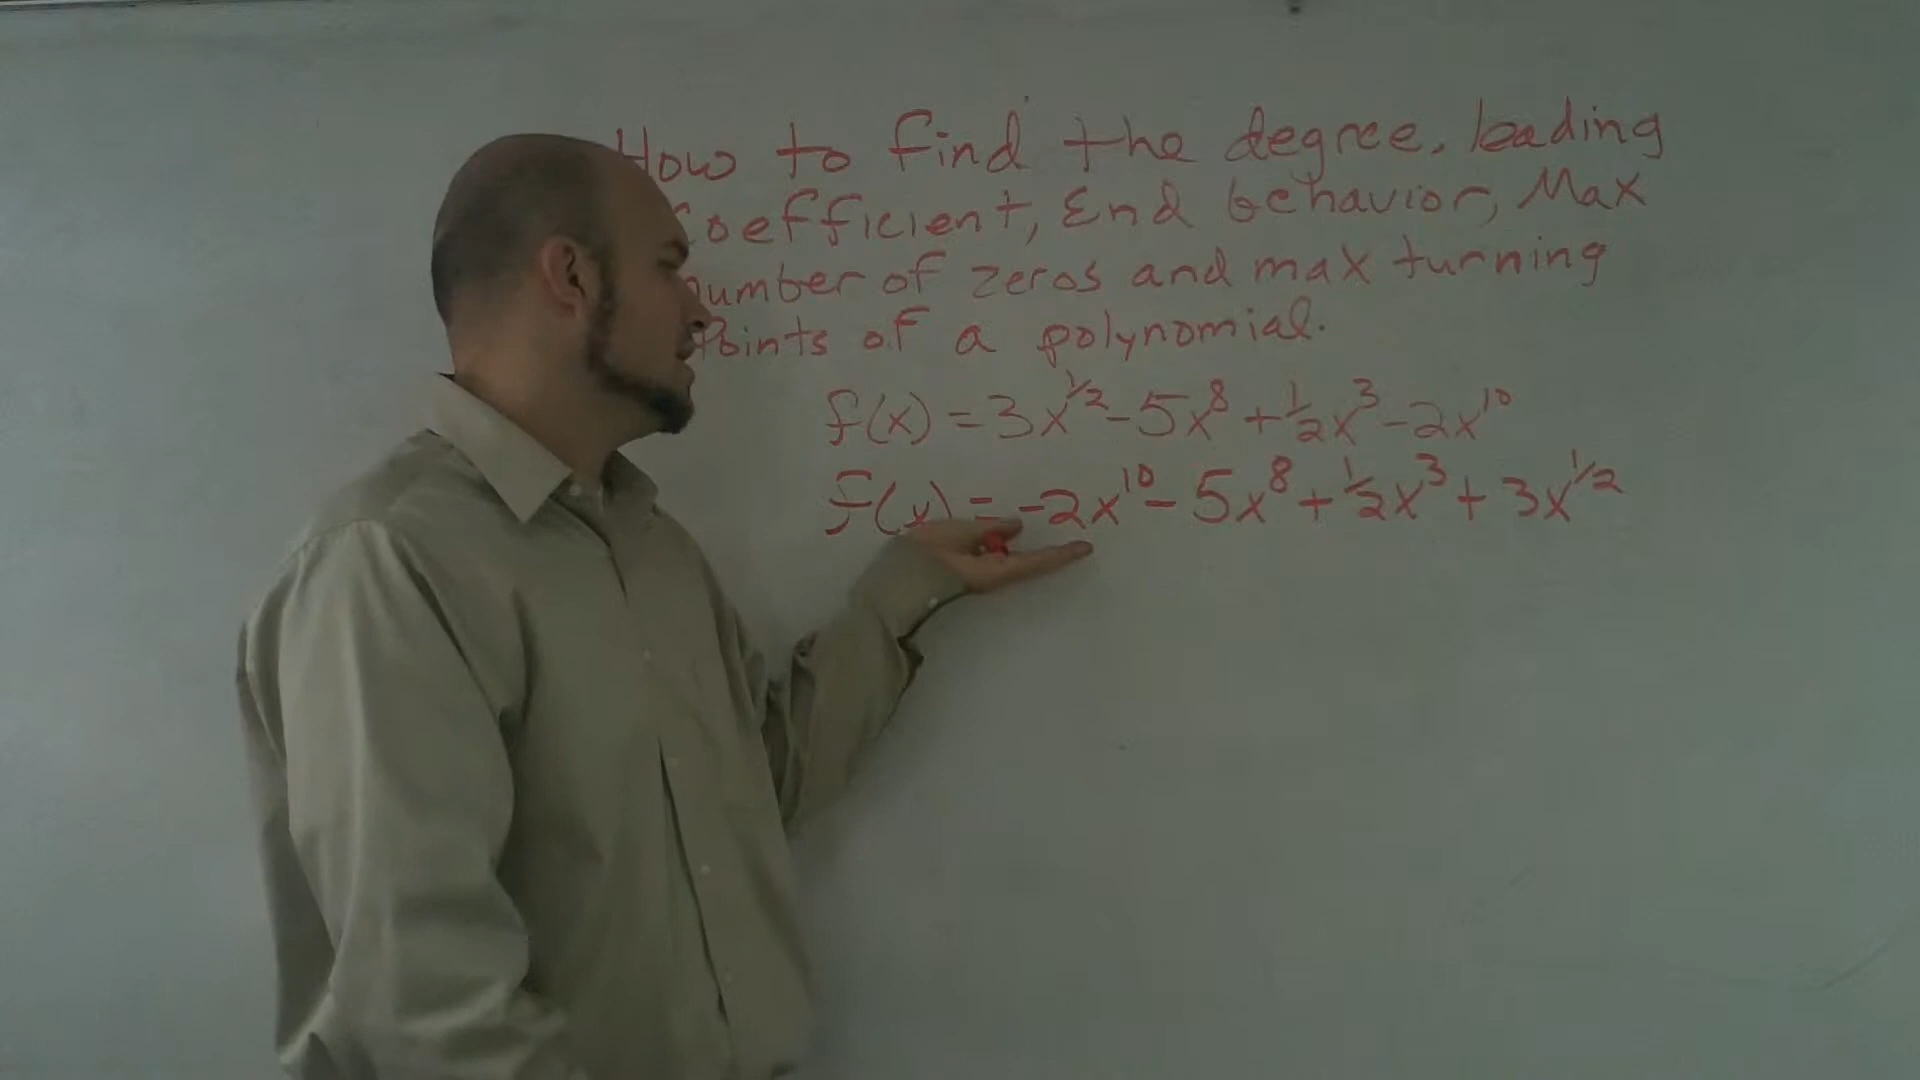 How to find the degree, leading
coefficient, End behavior, Max
number of zeros and max turning
Points of a polynomial.
f(x) = 3x^1/2 - 5x^8 + 1/2x^3 - 2x^10
f(x) = -2x^10 - 5x^8 + 1/2x^3 + 3x^1/2